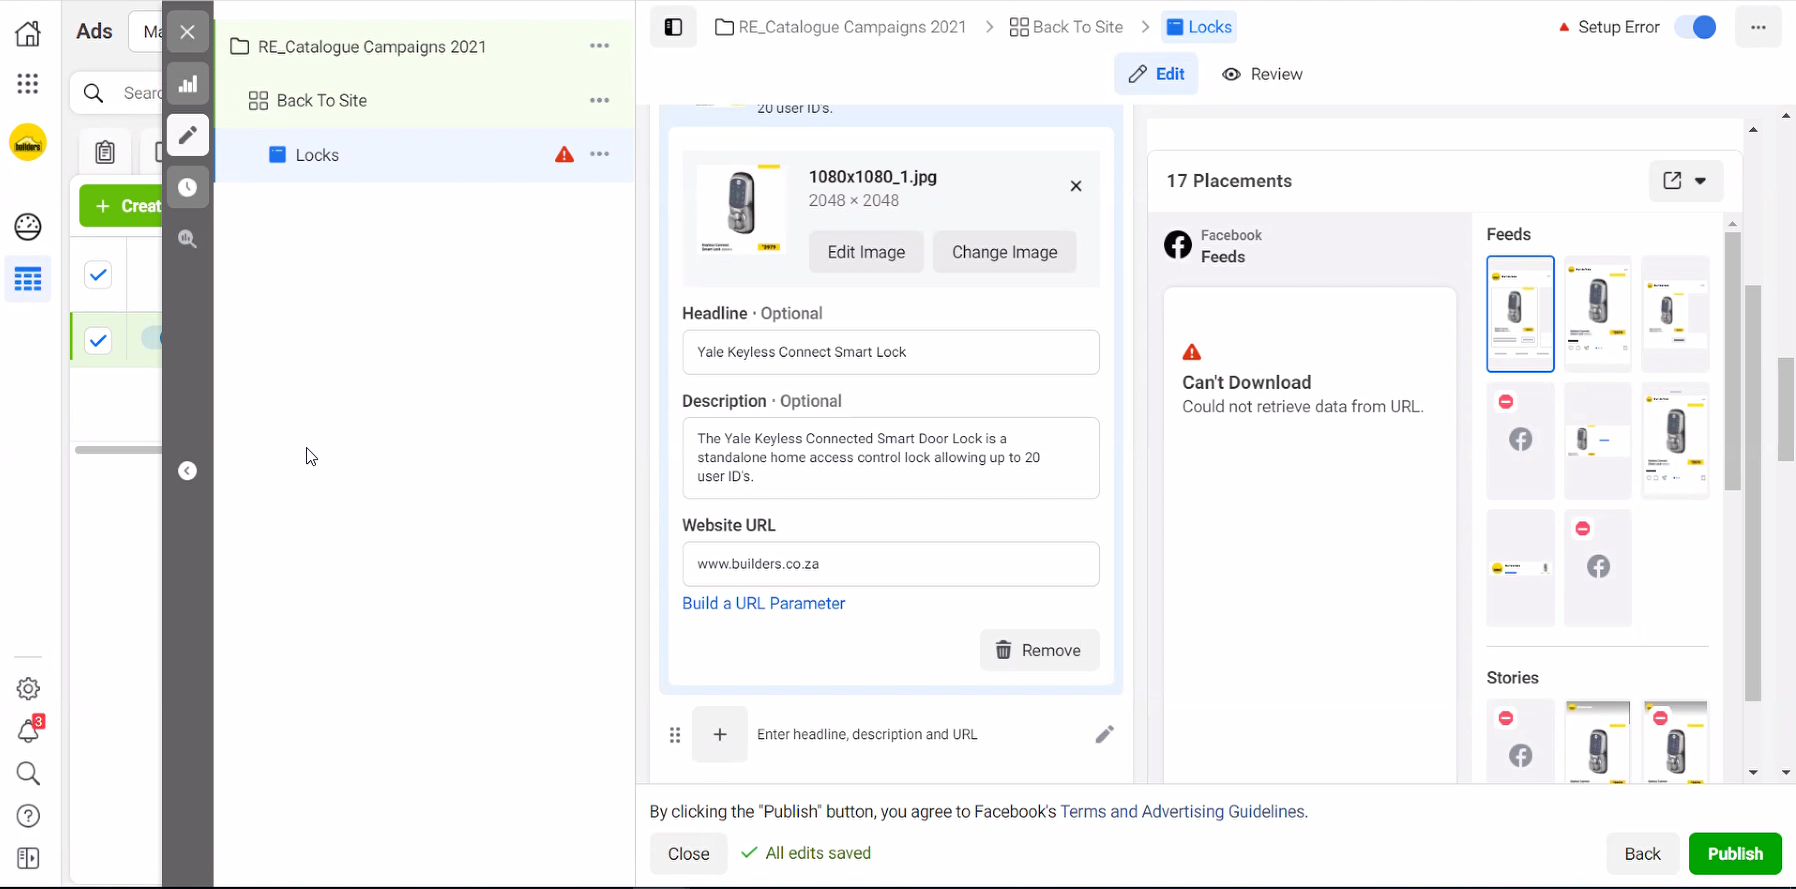 Ads
Ma
RE_Catalogue Campaigns 2021
RE_Catalogue Campaigns 2021
Back To Site
Locks
Setup Error
Edit
Review
Searc
Back To Site
Locks
builders
Creat
3
20 user ID's.
1080x1080_1.jpg
2048 × 2048
Edit Image
Change Image
Headline · Optional
Yale Keyless Connect Smart Lock
Description · Optional
The Yale Keyless Connected Smart Door Lock is a
standalone home access control lock allowing up to 20
user ID's.
Website URL
www.builders.co.za
Build a URL Parameter
Remove
Enter headline, description and URL
17 Placements
Facebook
Feeds
Can't Download
Could not retrieve data from URL.
Feeds
Stories
By clicking the "Publish" button, you agree to Facebook's Terms and Advertising Guidelines.
Close
All edits saved
Back
Publish